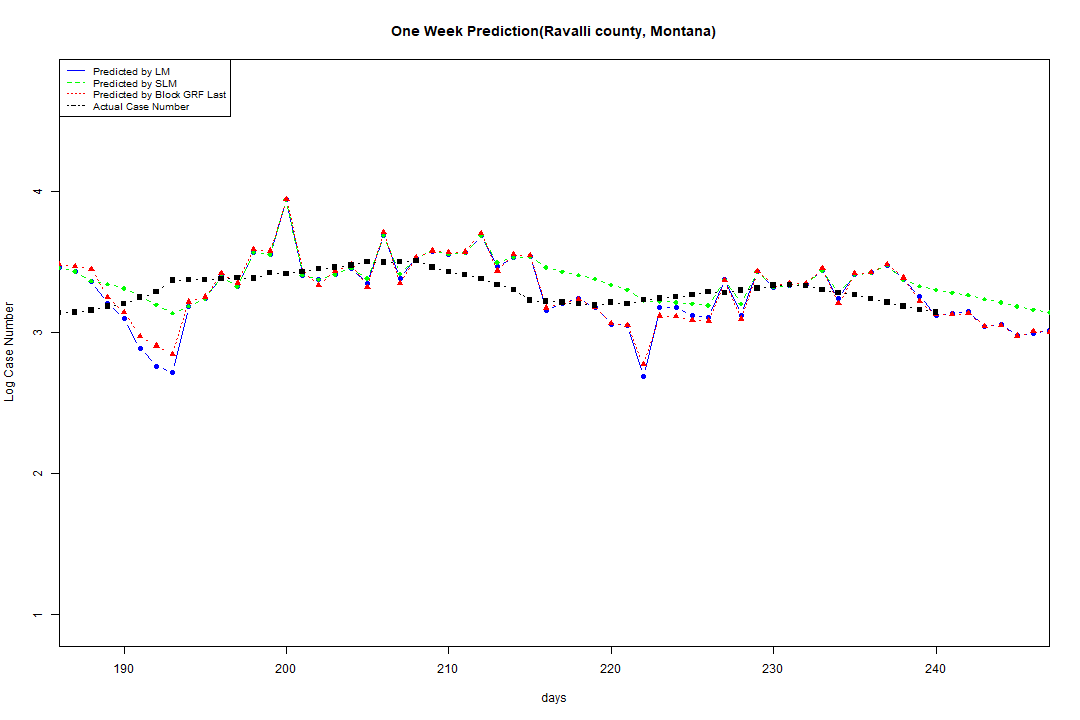 One Week Prediction(Ravalli county, Montana)
Predicted by LM
Predicted by SLM
Predicted by Block GRF Last
Actual Case Number
4
3
2
1
Log Case Number
190 200 210 220 230 240
days